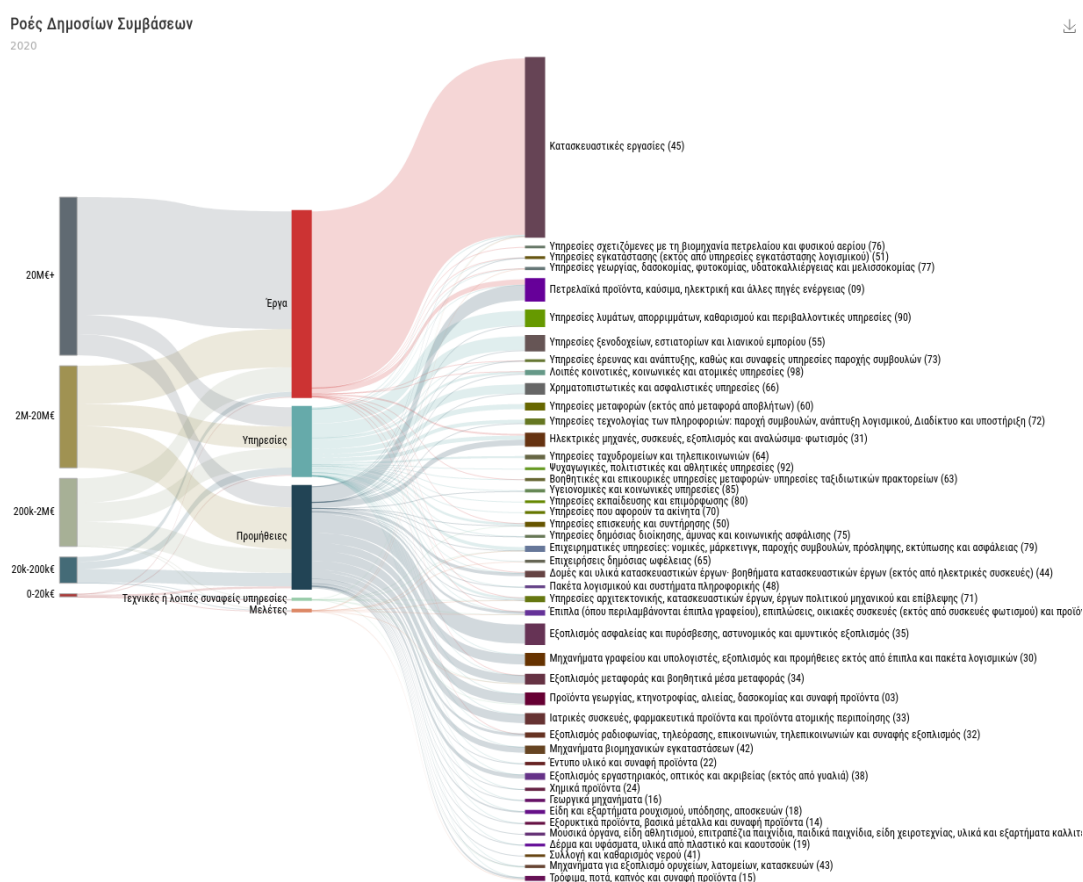 Ροές Δημοσίων Συμβάσεων
2020
20M€+
2M-20M€
200k-2M€
20k-200k€
0-20k€
Έργα
Υπηρεσίες
Προμήθειες
Τεχνικές ή λοιπές συναφείς υπηρεσίες
Μελέτες
Κατασκευαστικές εργασίες (45)
Υπηρεσίες σχετιζόμενες με τη βιομηχανία πετρελαίου και φυσικού αερίου (76)
Υπηρεσίες εγκατάστασης (εκτός από υπηρεσίες εγκατάστασης λογισμικού) (51)
Υπηρεσίες γεωργίας, δασοκομίας, φυτοκομίας, υδατοκαλλιέργειας και μελισσοκομίας (77)
Πετρελαϊκά προϊόντα, καύσιμα, ηλεκτρική και άλλες πηγές ενέργειας (09)
Υπηρεσίες λυμάτων, απορριμμάτων, καθαρισμού και περιβαλλοντικές υπηρεσίες (90)
Υπηρεσίες ξενοδοχείων, εστιατορίων και λιανικού εμπορίου (55)
Υπηρεσίες έρευνας και ανάπτυξης, καθώς και συναφείς υπηρεσίες παροχής συμβουλών (73)
Λοιπές κοινοτικές, κοινωνικές και ατομικές υπηρεσίες (98)
Χρηματοπιστωτικές και ασφαλιστικές υπηρεσίες (66)
Υπηρεσίες μεταφορών (εκτός από μεταφορά αποβλήτων) (60)
Υπηρεσίες τεχνολογίας των πληροφοριών: παροχή συμβουλών, ανάπτυξη λογισμικού, Διαδίκτυο και υποστήριξη (72)
Ηλεκτρικές μηχανές, συσκευές, εξοπλισμός και αναλώσιμα· φωτισμός (31)
Υπηρεσίες ταχυδρομείων και τηλεπικοινωνιών (64)
Ψυχαγωγικές, πολιτιστικές και αθλητικές υπηρεσίες (92)
Βοηθητικές και επικουρικές υπηρεσίες μεταφορών· υπηρεσίες ταξιδιωτικών πρακτορείων (63)
Υγειονομικές και κοινωνικές υπηρεσίες (85)
Υπηρεσίες εκπαίδευσης και επιμόρφωσης (80)
Υπηρεσίες που αφορούν τα ακίνητα (70)
Υπηρεσίες επισκευής και συντήρησης (50)
Υπηρεσίες δημόσιας διοίκησης, άμυνας και κοινωνικής ασφάλισης (75)
Επιχειρηματικές υπηρεσίες: νομικές, μάρκετινγκ, παροχής συμβουλών, πρόσληψης, εκτύπωσης και ασφάλειας (79)
Επιχειρήσεις δημόσιας ωφέλειας (65)
Δομές και υλικά κατασκευαστικών έργων· βοηθήματα κατασκευαστικών έργων (εκτός από ηλεκτρικές συσκευές) (44)
Πακέτα λογισμικού και συστήματα πληροφορικής (48)
Υπηρεσίες αρχιτεκτονικής, κατασκευαστικών έργων, έργων πολιτικού μηχανικού και επίβλεψης (71)
Έπιπλα (όπου περιλαμβάνονται έπιπλα γραφείου), επιπλώσεις, οικιακές συσκευές (εκτός από συσκευές φωτισμού) και
Εξοπλισμός ασφαλείας και πυρόσβεσης, αστυνομικός και αμυντικός εξοπλισμός (35)
Μηχανήματα γραφείου και υπολογιστές, εξοπλισμός και προμήθειες εκτός από έπιπλα και πακέτα λογισμικών (30)
Εξοπλισμός μεταφοράς και βοηθητικά μέσα μεταφοράς (34)
Προϊόντα γεωργίας, κτηνοτροφίας, αλιείας, δασοκομίας και συναφή προϊόντα (03)
Ιατρικές συσκευές, φαρμακευτικά προϊόντα και προϊόντα ατομικής περιποίησης (33)
Εξοπλισμός ραδιοφωνίας, τηλεόρασης, επικοινωνιών, τηλεπικοινωνιών και συναφής εξοπλισμός (32)
Μηχανήματα βιομηχανικών εγκαταστάσεων (42)
Έντυπο υλικό και συναφή προϊόντα (22)
Εξοπλισμός εργαστηριακός, οπτικός και ακριβείας (εκτός από γυαλιά) (38)
Χημικά προϊόντα (24)
Γεωργικά μηχανήματα (16)
Είδη και εξαρτήματα ρουχισμού, υπόδησης, αποσκευών (18)
Εξορυκτικά προϊόντα, βασικά μέταλλα και συναφή προϊόντα (14)
Μουσικά όργανα, είδη αθλητισμού, επιτραπέζια παιχνίδια, παιδικά παιχνίδια, είδη χειροτεχνίας, υλικά και εξαρτήματα
Δέρμα και υφάσματα, υλικά από πλαστικό και καουτσούκ (19)
Συλλογή και καθαρισμός νερού (41)
Μηχανήματα για εξοπλισμό ορυχείων, λατομείων, κατασκευών (43)
Τρόφιμα, ποτά, καπνός και συναφή προϊόντα (15)